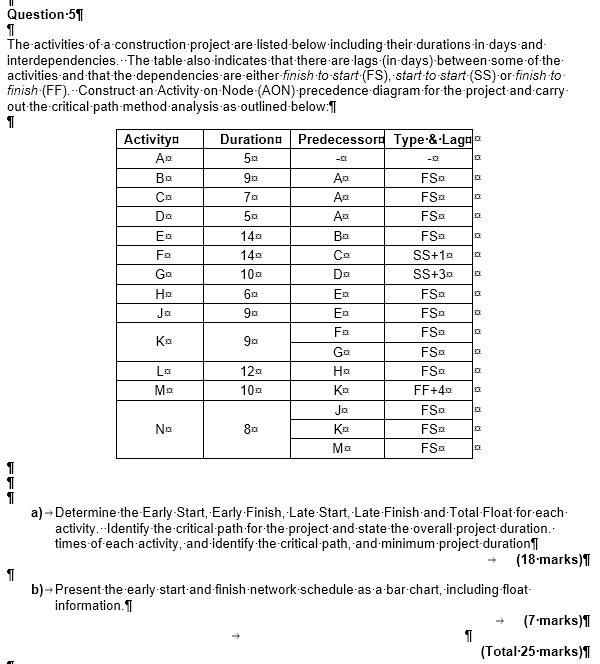 Question 5
The activities of a construction project are listed below including their durations in days and
interdependencies. The table also indicates that there are lags (in days) between some of the
activities and that the dependencies are either finish to start (FS), start to start (SS) or finish to
finish (FF). Construct an Activity on Node (AON) precedence diagram for the project and carry
out the critical path method analysis as outlined below:
Activity Duration Predecessor Type & Lag
A 5 - -
B 9 A FS
C 7 A FS
D 5 A FS
E 14 B FS
F 14 C SS+1
G 10 D SS+3
H 6 E FS
J 9 E FS
K 9 F FS
G FS
L 12 H FS
M 10 K FF+4
N 8 J FS
K FS
M FS
a) Determine the Early Start, Early Finish, Late Start, Late Finish and Total Float for each
activity. Identify the critical path for the project and state the overall project duration.
times of each activity, and identify the critical path, and minimum project duration
(18 marks)
b) Present the early start and finish network schedule as a bar chart, including float
information.
(7 marks)
(Total 25 marks)